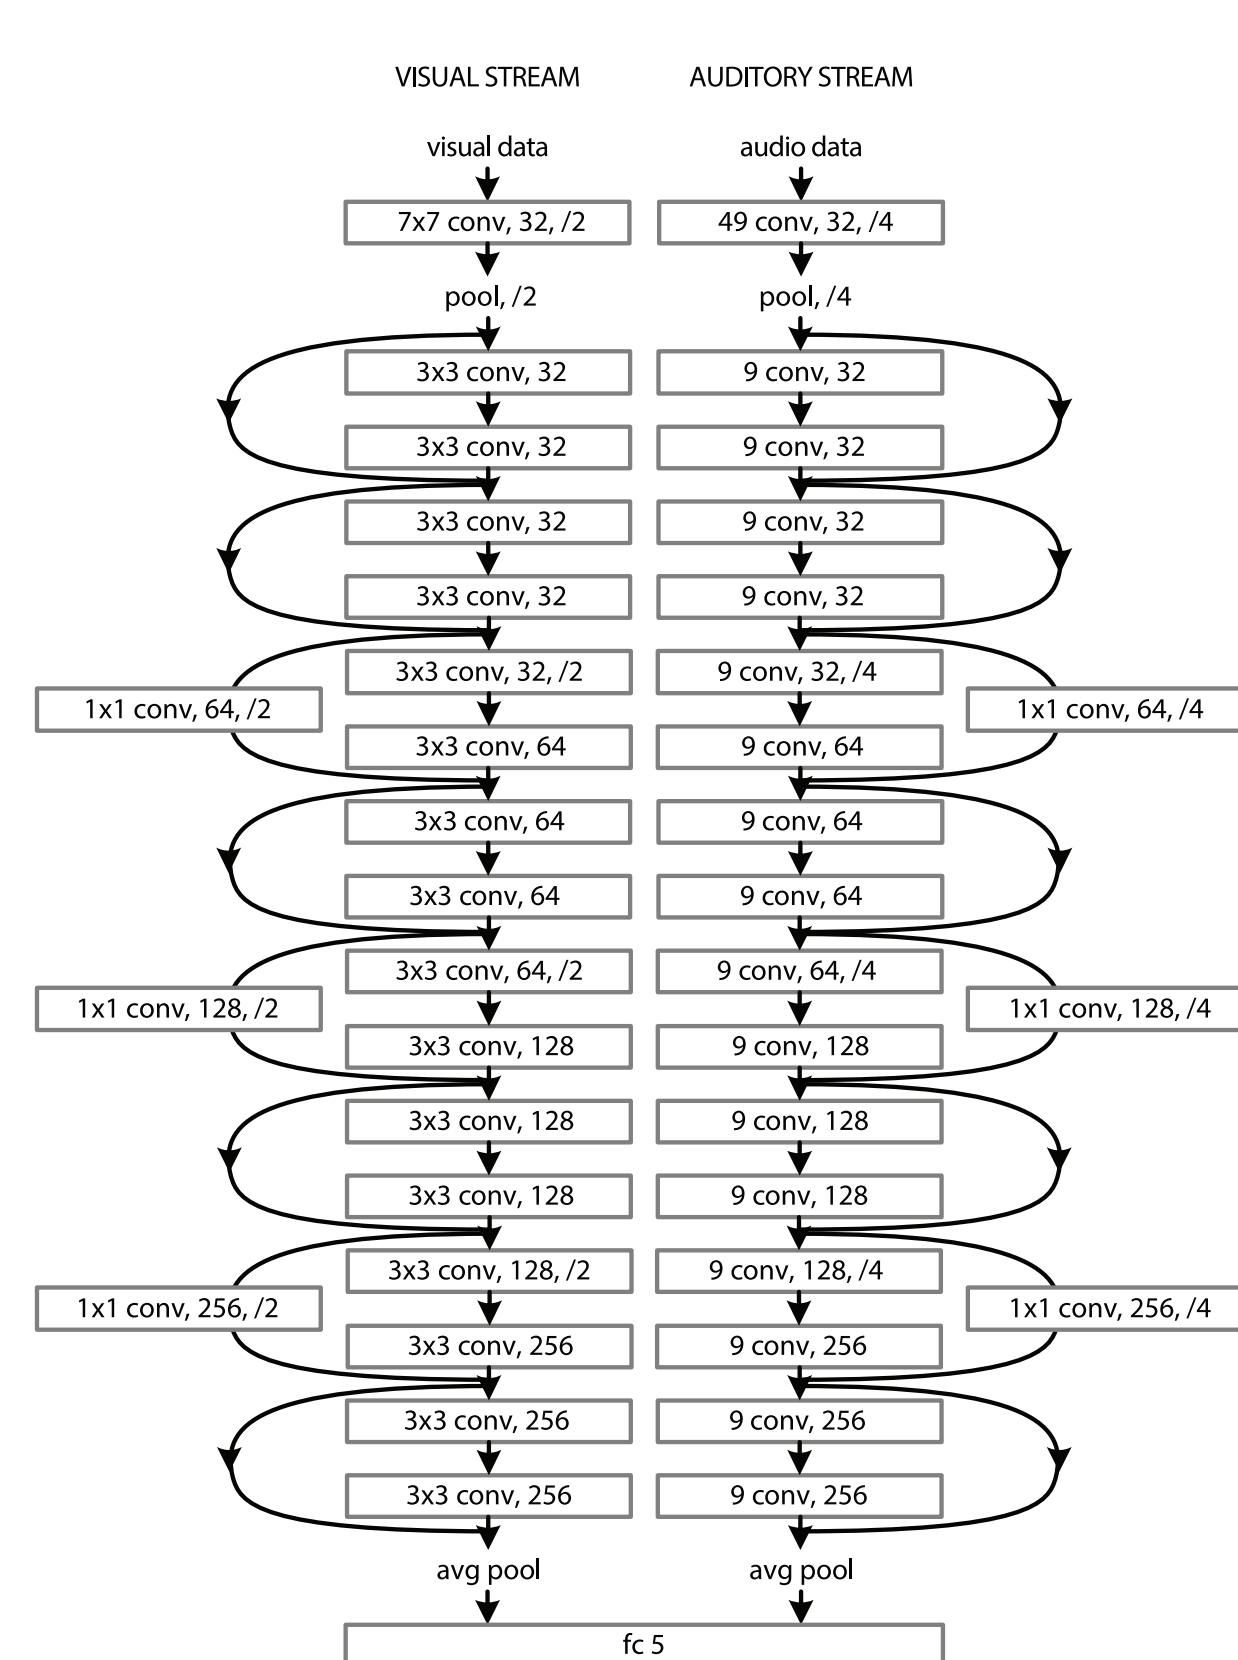 VISUAL STREAM AUDITORY STREAM
visual data audio data
7x7 conv, 32, /2 49 conv, 32, /4
pool, /2 pool, /4
3x3 conv, 32 9 conv, 32
3x3 conv, 32 9 conv, 32
3x3 conv, 32 9 conv, 32
3x3 conv, 32 9 conv, 32
3x3 conv, 32, /2 9 conv, 32, /4
1x1 conv, 64, /2 1x1 conv, 64, /4
3x3 conv, 64 9 conv, 64
3x3 conv, 64 9 conv, 64
3x3 conv, 64 9 conv, 64
3x3 conv, 64, /2 9 conv, 64, /4
1x1 conv, 128, /2 1x1 conv, 128, /4
3x3 conv, 128 9 conv, 128
3x3 conv, 128 9 conv, 128
3x3 conv, 128 9 conv, 128
3x3 conv, 128, /2 9 conv, 128, /4
1x1 conv, 256, /2 1x1 conv, 256, /4
3x3 conv, 256 9 conv, 256
3x3 conv, 256 9 conv, 256
3x3 conv, 256 9 conv, 256
avg pool avg pool
fc 5